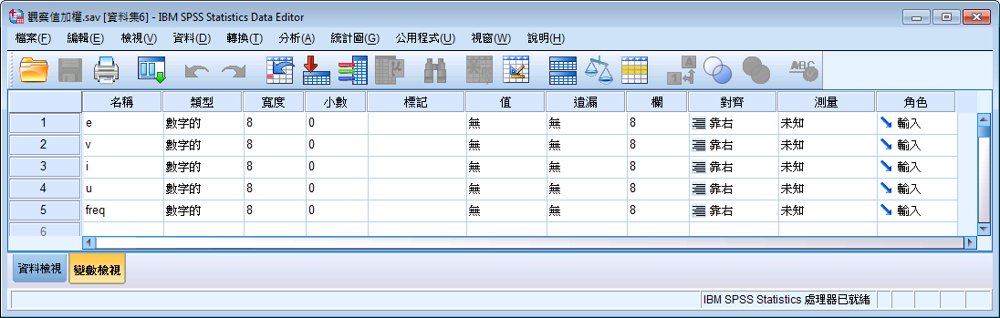 觀察值加權.sav [資料集6] - IBM SPSS Statistics Data Editor
檔案(F) 編輯(E) 檢視(V) 資料(D) 轉換(T) 分析(A) 統計圖(G) 公用程式(U) 視窗(W) 說明(H)
名稱 類型 寬度 小數 標記 值 遺漏 欄 對齊 測量 角色
1 e 數字的 8 0 無 無 8 靠右 未知 輸入
2 v 數字的 8 0 無 無 8 靠右 未知 輸入
3 i 數字的 8 0 無 無 8 靠右 未知 輸入
4 u 數字的 8 0 無 無 8 靠右 未知 輸入
5 freq 數字的 8 0 無 無 8 靠右 未知 輸入
6
資料檢視 變數檢視
IBM SPSS Statistics 處理器已就緒